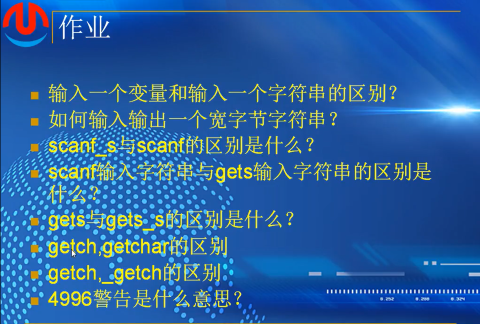 作业
输入一个变量和输入一个字符串的区别？
如何输入输出一个宽字节字符串？
scanf_s与scanf的区别是什么？
scanf输入字符串与gets输入字符串的区别是
什么？
gets与gets_s的区别是什么？
getch,getchar的区别
getch,_getch的区别
4996警告是什么意思？
0.252 0.288 0.324